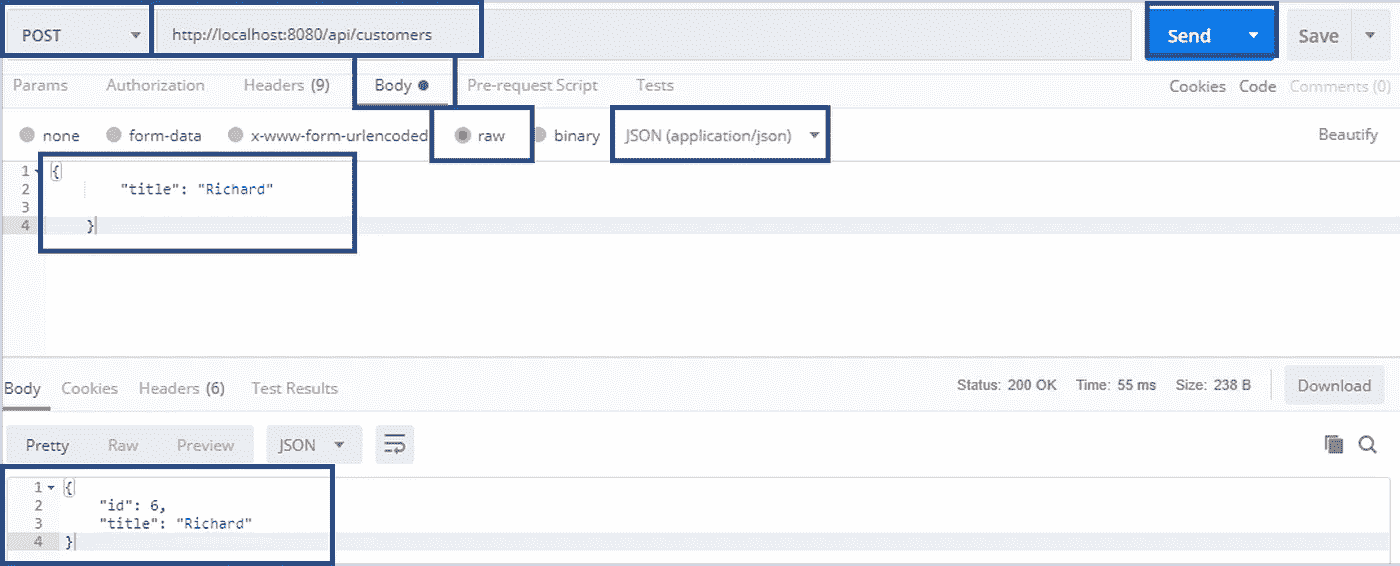 POST http://localhost:8080/api/customers Send Save
Params Authorization Headers (9) Body Pre-request Script Tests Cookies Code Comments (0)
none form-data x-www-form-urlencoded raw binary JSON (application/json) Beautify
1 {
2 "title": "Richard"
3
4 }
Body Cookies Headers (6) Test Results Status: 200 OK Time: 55 ms Size: 238 B Download
Pretty Raw Preview JSON
1 {
2 "id": 6,
3 "title": "Richard"
4 }